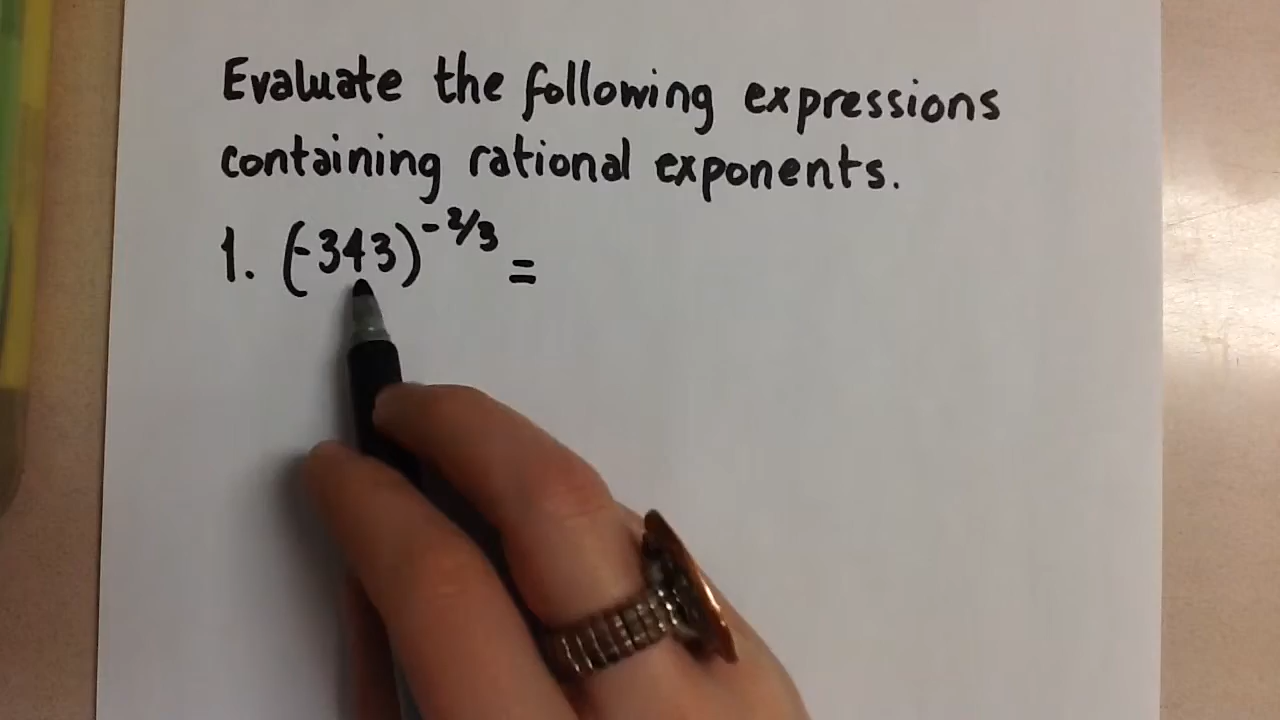 Evaluate the following expressions
containing rational exponents.
1. (-343)^-2/3 =